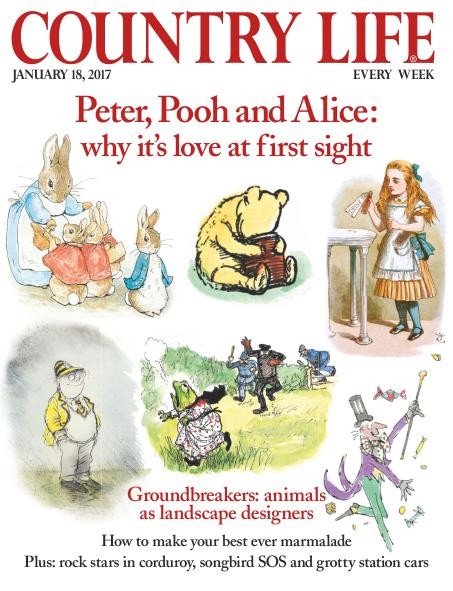 COUNTRY LIFE®
JANUARY 18, 2017
EVERY WEEK
Peter, Pooh and Alice:
why it's love at first sight
Groundbreakers: animals
as landscape designers
How to make your best ever marmalade
Plus: rock stars in corduroy, songbird SOS and grotty station cars